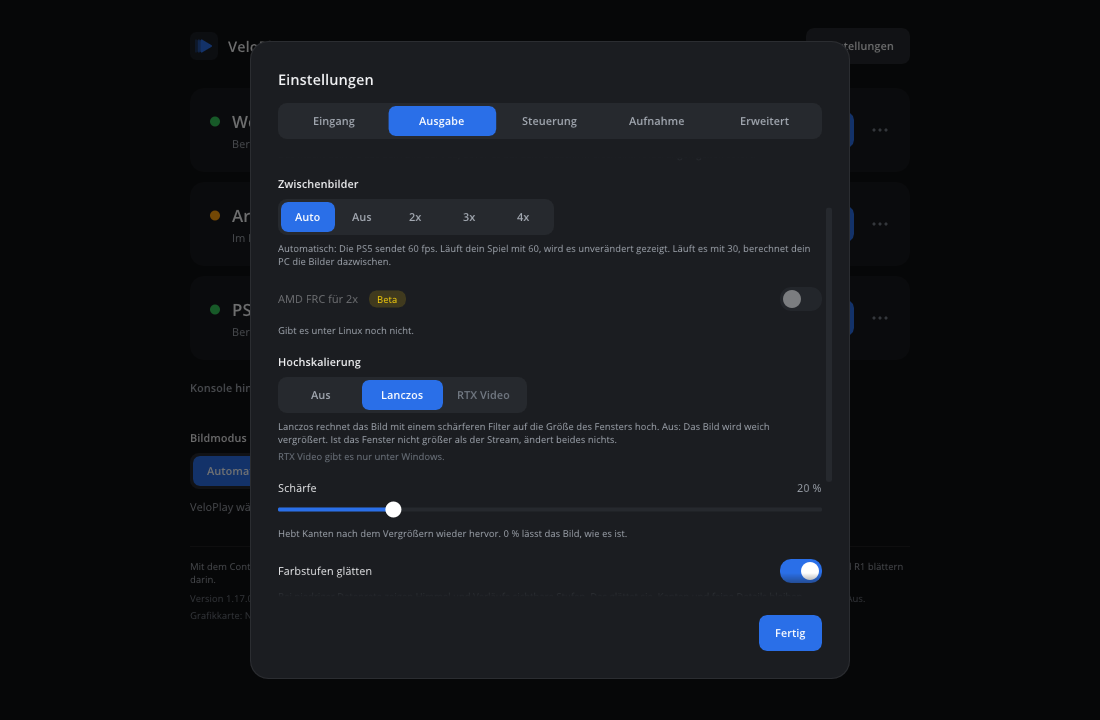 Einstellungen
Eingang
Ausgabe
Steuerung
Aufnahme
Erweitert
Zwischenbilder
Auto
Aus
2x
3x
4x
Automatisch: Die PS5 sendet 60 fps. Läuft dein Spiel mit 60, wird es unverändert gezeigt. Läuft es mit 30, berechnet dein
PC die Bilder dazwischen.
AMD FRC für 2x
Beta
Gibt es unter Linux noch nicht.
Hochskalierung
Aus
Lanczos
RTX Video
Lanczos rechnet das Bild mit einem schärferen Filter auf die Größe des Fensters hoch. Aus: Das Bild wird weich
vergrößert. Ist das Fenster nicht größer als der Stream, ändert beides nichts.
RTX Video gibt es nur unter Windows.
Schärfe
20 %
Hebt Kanten nach dem Vergrößern wieder hervor. 0 % lässt das Bild, wie es ist.
Farbstufen glätten
Fertig
Konsole hin
Bildmodus
Automa
VeloPlay wä
Mit dem Cont
R1 blättern
darin.
Version 1.17.
Aus.
Grafikkarte: N